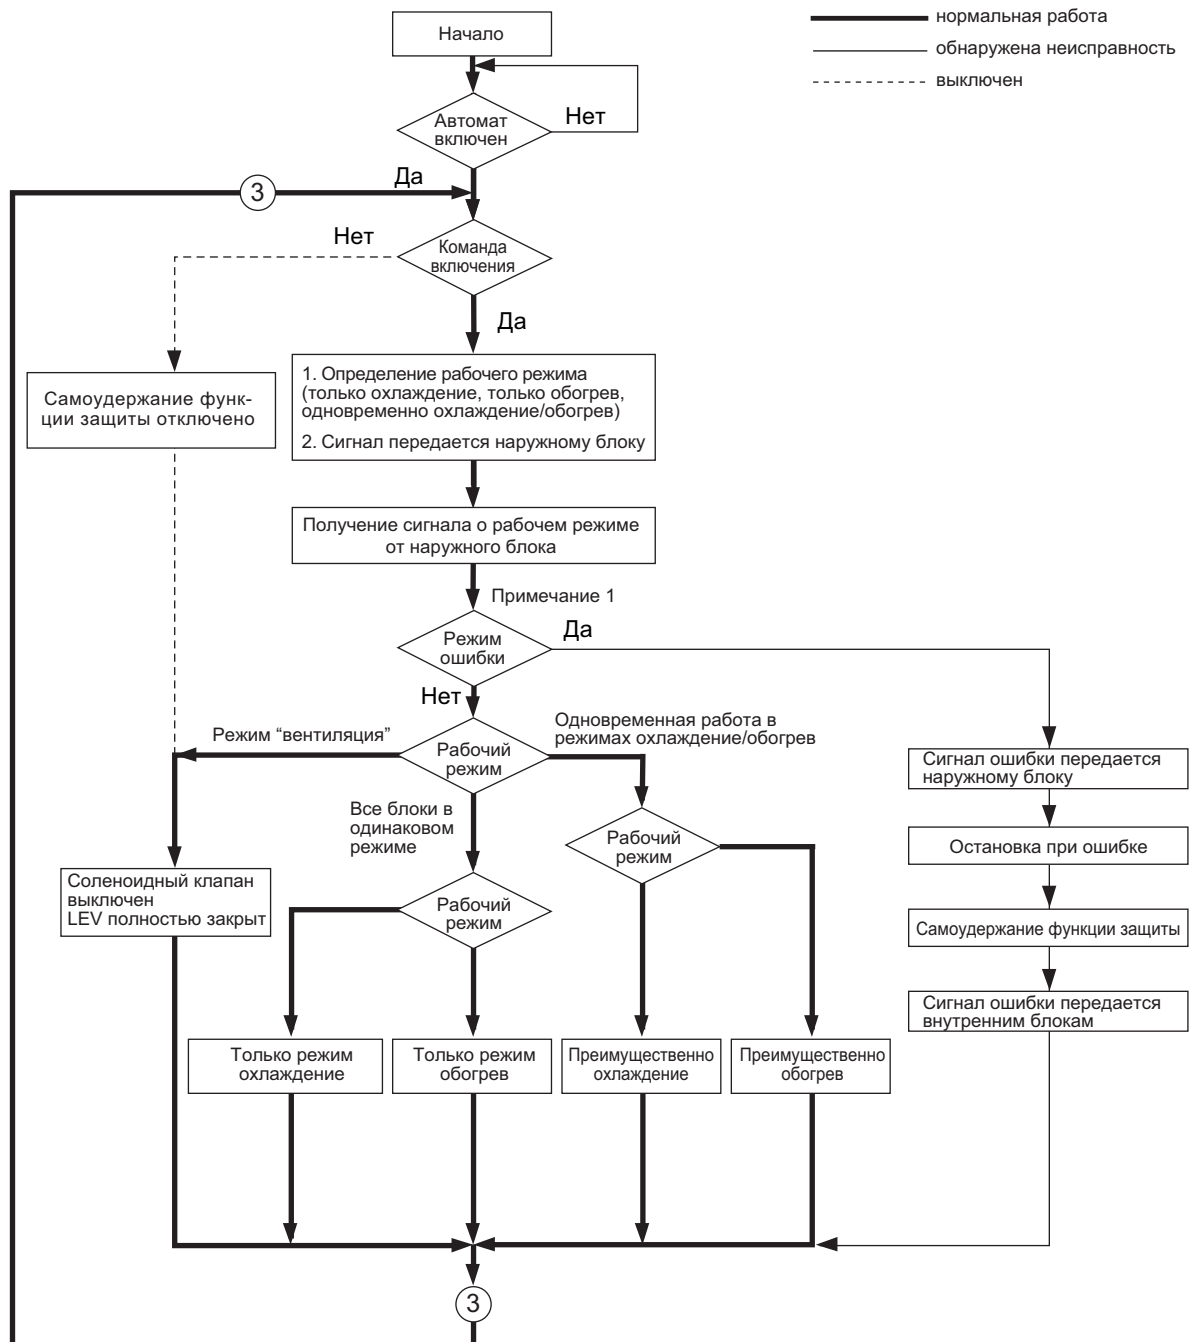 нормальная работа
обнаружена неисправность
выключен
Начало
Автомат
включен
Нет
Да
3
Нет
Команда
включения
Да
1. Определение рабочего режима
(только охлаждение, только обогрев,
одновременно охлаждение/обогрев)
2. Сигнал передается наружному блоку
Самоудержание функ-
ции защиты отключено
Получение сигнала о рабочем режиме
от наружного блока
Примечание 1
Режим
ошибки
Да
Нет
Режим “вентиляция”
Рабочий
режим
Одновременная работа в
режимах охлаждение/обогрев
Сигнал ошибки передается
наружному блоку
Все блоки в
одинаковом
режиме
Рабочий
режим
Остановка при ошибке
Соленоидный клапан
выключен
LEV полностью закрыт
Рабочий
режим
Самоудержание функции защиты
Сигнал ошибки передается
внутренним блокам
Только режим
охлаждение
Только режим
обогрев
Преимущественно
охлаждение
Преимущественно
обогрев
3